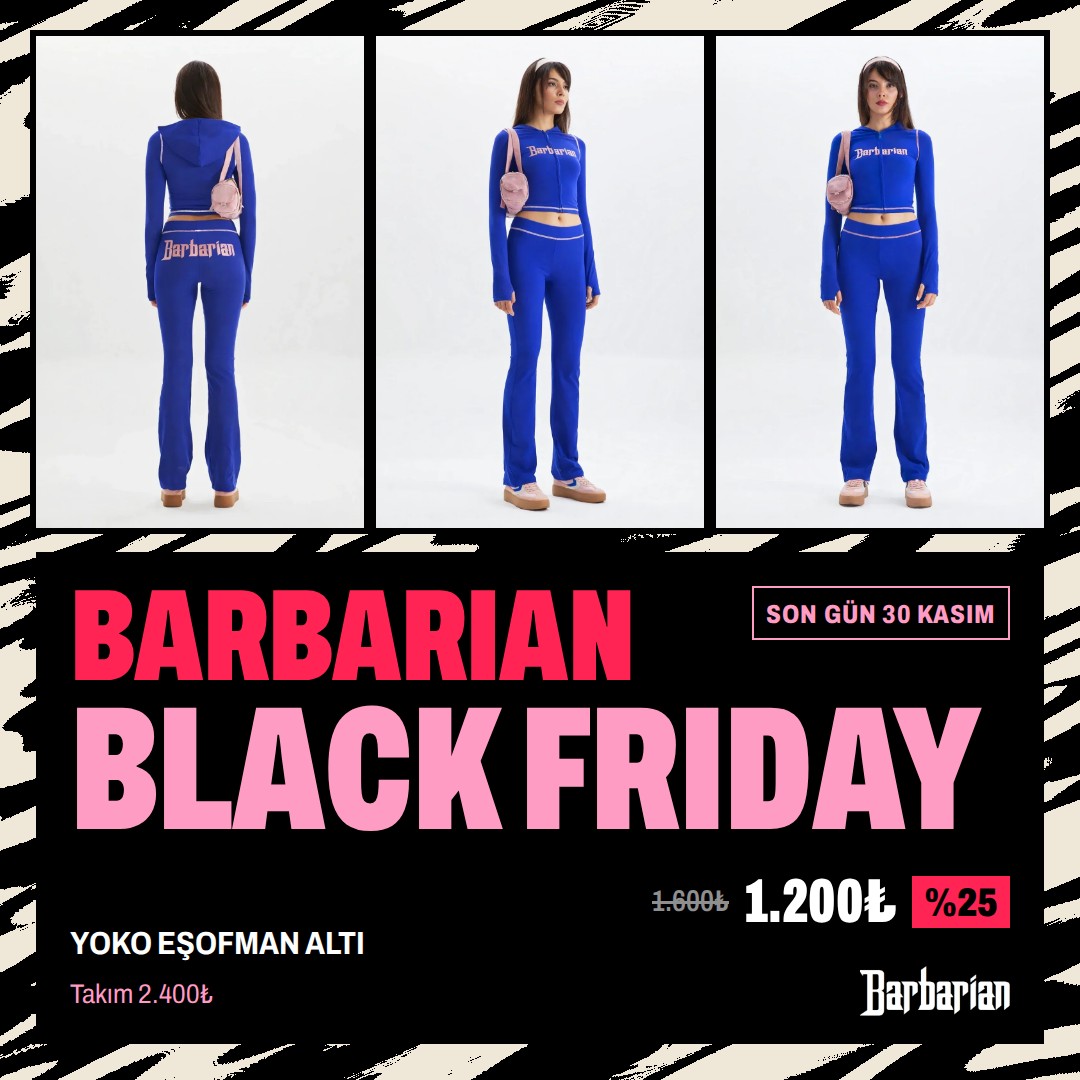 Barbarian
Barbarian
Barbarian
BARBARIAN
SON GÜN 30 KASIM
BLACK FRIDAY
1.600₺ 1.200₺ %25
YOKO EŞOFMAN ALTI
Takım 2.400₺
Barbarian